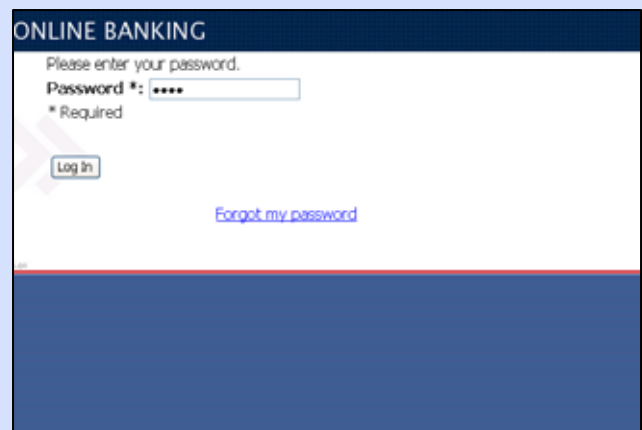 ONLINE BANKING
Please enter your password.
Password *: ••••
* Required
Log In
Forgot my password